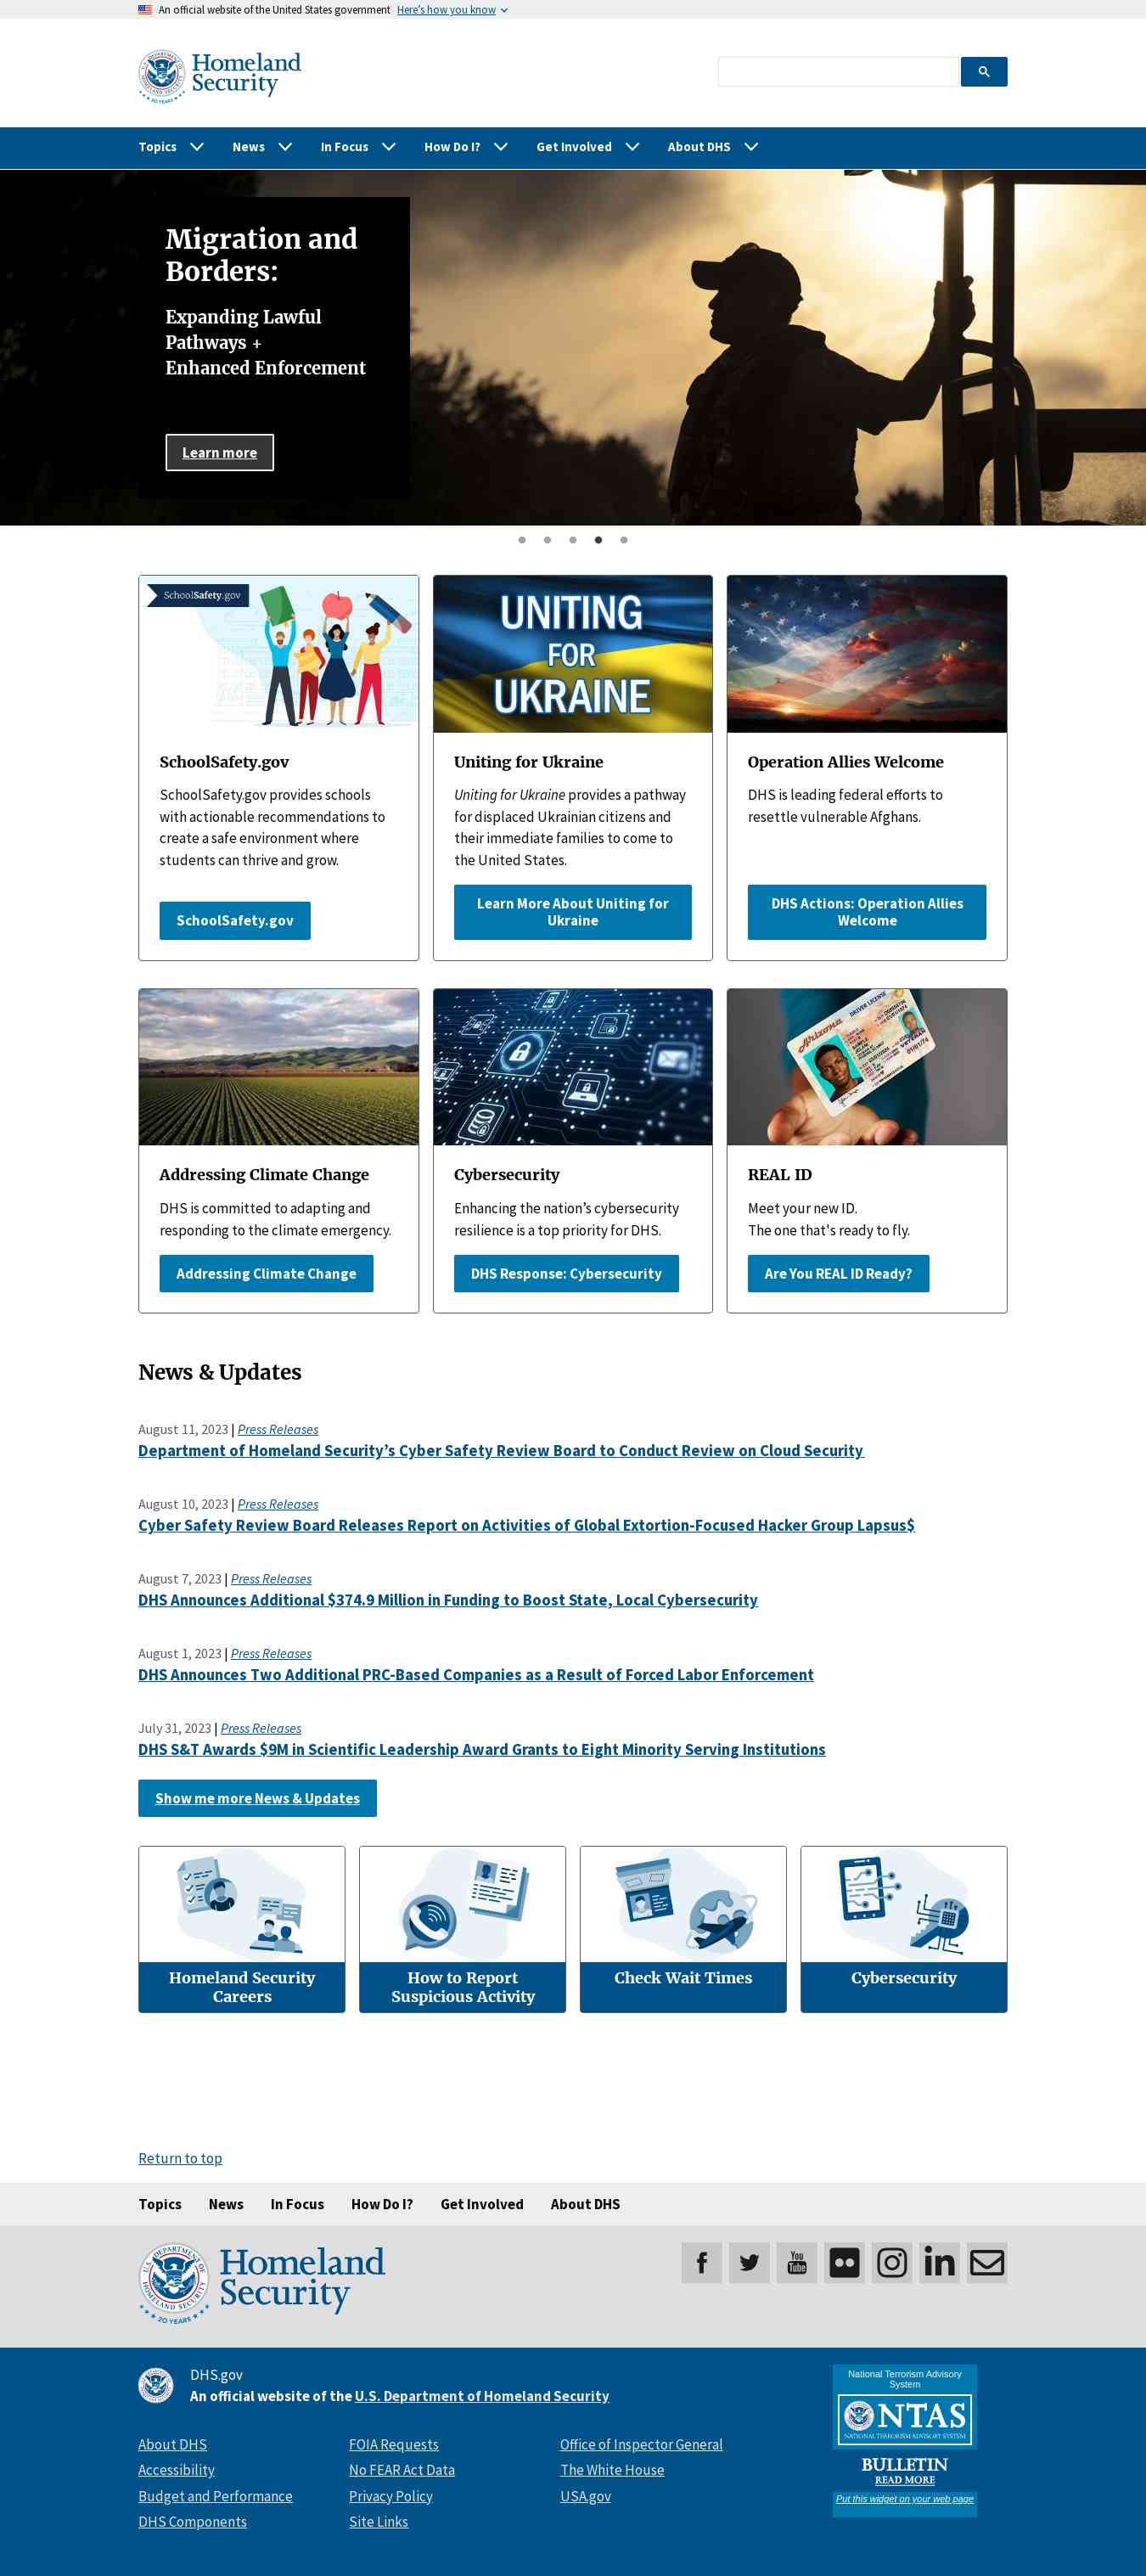 An official website of the United States government Here's how you know
Homeland
Security
Topics News In Focus How Do I? Get Involved About DHS
Migration and
Borders:
Expanding Lawful
Pathways +
Enhanced Enforcement
Learn more
SchoolSafety.gov
UNITING
FOR
UKRAINE
SchoolSafety.gov
SchoolSafety.gov provides schools
with actionable recommendations to
create a safe environment where
students can thrive and grow.
SchoolSafety.gov
Uniting for Ukraine
Uniting for Ukraine provides a pathway
for displaced Ukrainian citizens and
their immediate families to come to
the United States.
Learn More About Uniting for
Ukraine
Operation Allies Welcome
DHS is leading federal efforts to
resettle vulnerable Afghans.
DHS Actions: Operation Allies
Welcome
Arizona
DRIVER LICENSE
VETERAN
01/01/74
Addressing Climate Change
DHS is committed to adapting and
responding to the climate emergency.
Addressing Climate Change
Cybersecurity
Enhancing the nation’s cybersecurity
resilience is a top priority for DHS.
DHS Response: Cybersecurity
REAL ID
Meet your new ID.
The one that's ready to fly.
Are You REAL ID Ready?
News & Updates
August 11, 2023 | Press Releases
Department of Homeland Security’s Cyber Safety Review Board to Conduct Review on Cloud Security
August 10, 2023 | Press Releases
Cyber Safety Review Board Releases Report on Activities of Global Extortion-Focused Hacker Group Lapsus$
August 7, 2023 | Press Releases
DHS Announces Additional $374.9 Million in Funding to Boost State, Local Cybersecurity
August 1, 2023 | Press Releases
DHS Announces Two Additional PRC-Based Companies as a Result of Forced Labor Enforcement
July 31, 2023 | Press Releases
DHS S&T Awards $9M in Scientific Leadership Award Grants to Eight Minority Serving Institutions
Show me more News & Updates
Homeland Security
Careers
How to Report
Suspicious Activity
Check Wait Times
Cybersecurity
Return to top
Topics News In Focus How Do I? Get Involved About DHS
U.S. DEPARTMENT OF
HOMELAND SECURITY
20 YEARS
Homeland
Security
f
You
Tube
in
DHS.gov
An official website of the U.S. Department of Homeland Security
About DHS
Accessibility
Budget and Performance
DHS Components
FOIA Requests
No FEAR Act Data
Privacy Policy
Site Links
Office of Inspector General
The White House
USA.gov
National Terrorism Advisory
System
NTAS
NATIONAL TERRORISM ADVISORY SYSTEM
BULLETIN
READ MORE
Put this widget on your web page